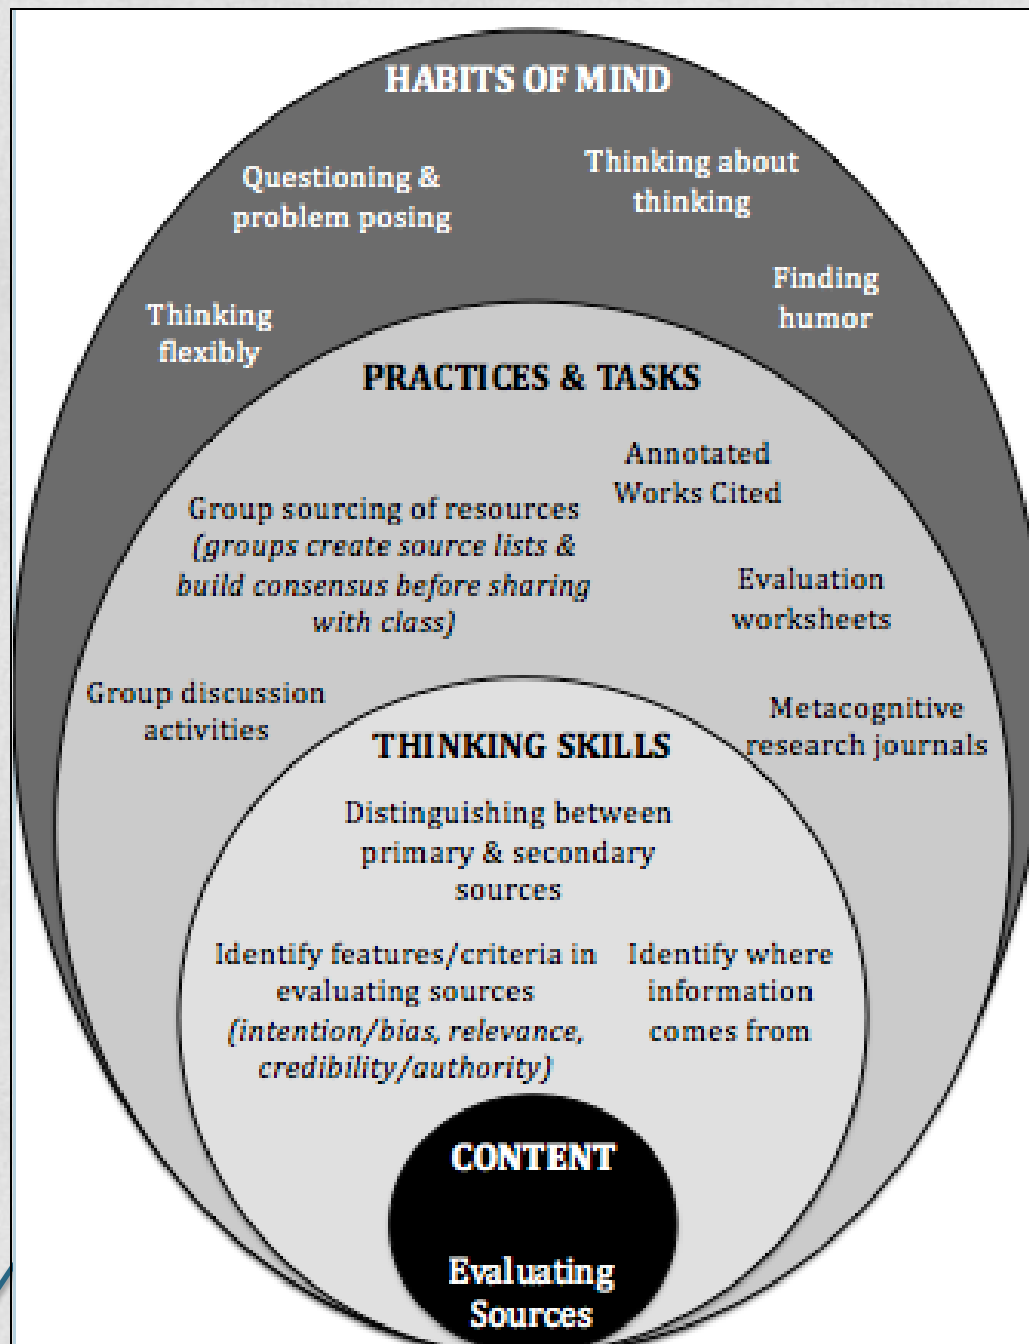 HABITS OF MIND
Questioning &
problem posing
Thinking about
thinking
Finding
humor
Thinking
flexibly
PRACTICES & TASKS
Annotated
Works Cited
Group sourcing of resources
(groups create source lists &
build consensus before sharing
with class)
Evaluation
worksheets
Group discussion
activities
Metacognitive
research journals
THINKING SKILLS
Distinguishing between
primary & secondary
sources
Identify features/criteria in
evaluating sources
(intention/bias, relevance,
credibility/authority)
Identify where
information
comes from
CONTENT
Evaluating
Sources